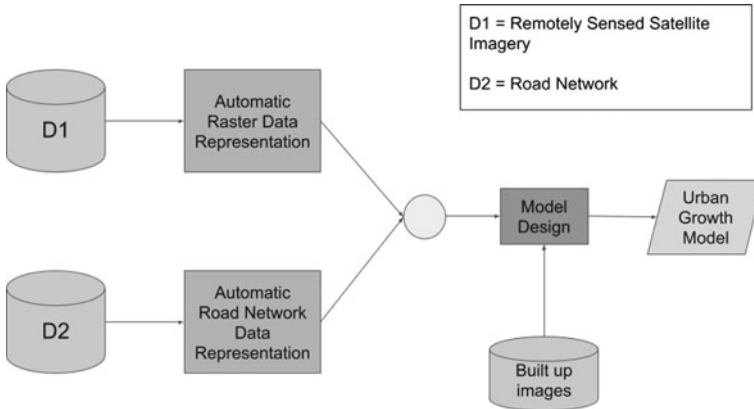 D1 = Remotely Sensed Satellite
Imagery
D2 = Road Network
D1
Automatic
Raster Data
Representation
Model
Design
Urban
Growth
Model
D2
Automatic
Road Network
Data
Representation
Built up
images